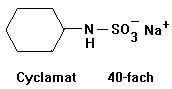 N SO3− Na+
H
Cyclamat 40-fach